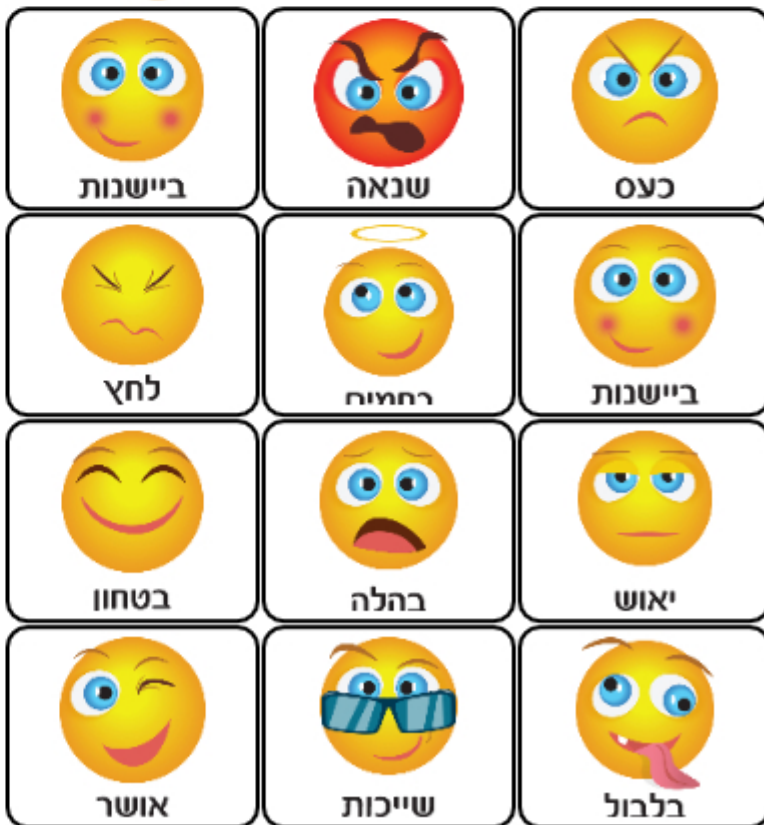 כעס
שנאה
ביישנות
ביישנות
לחץ
יאוש
בהלה
בטחון
בלבול
שייכות
אושר